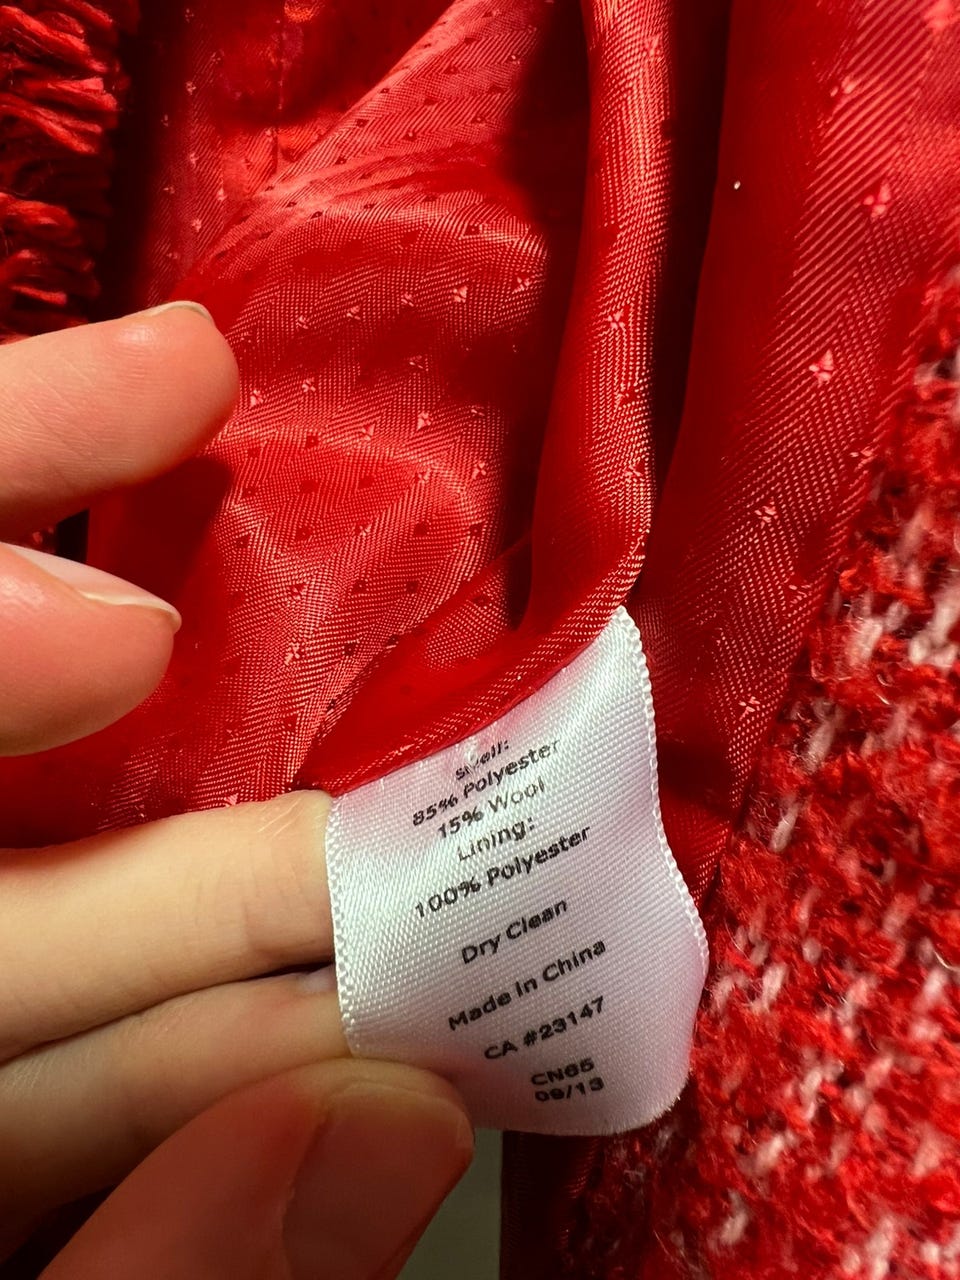 Shell:
85% Polyester
15% Wool
Lining:
100% Polyester
Dry Clean
Made in China
CA #23147
CN65
09/13